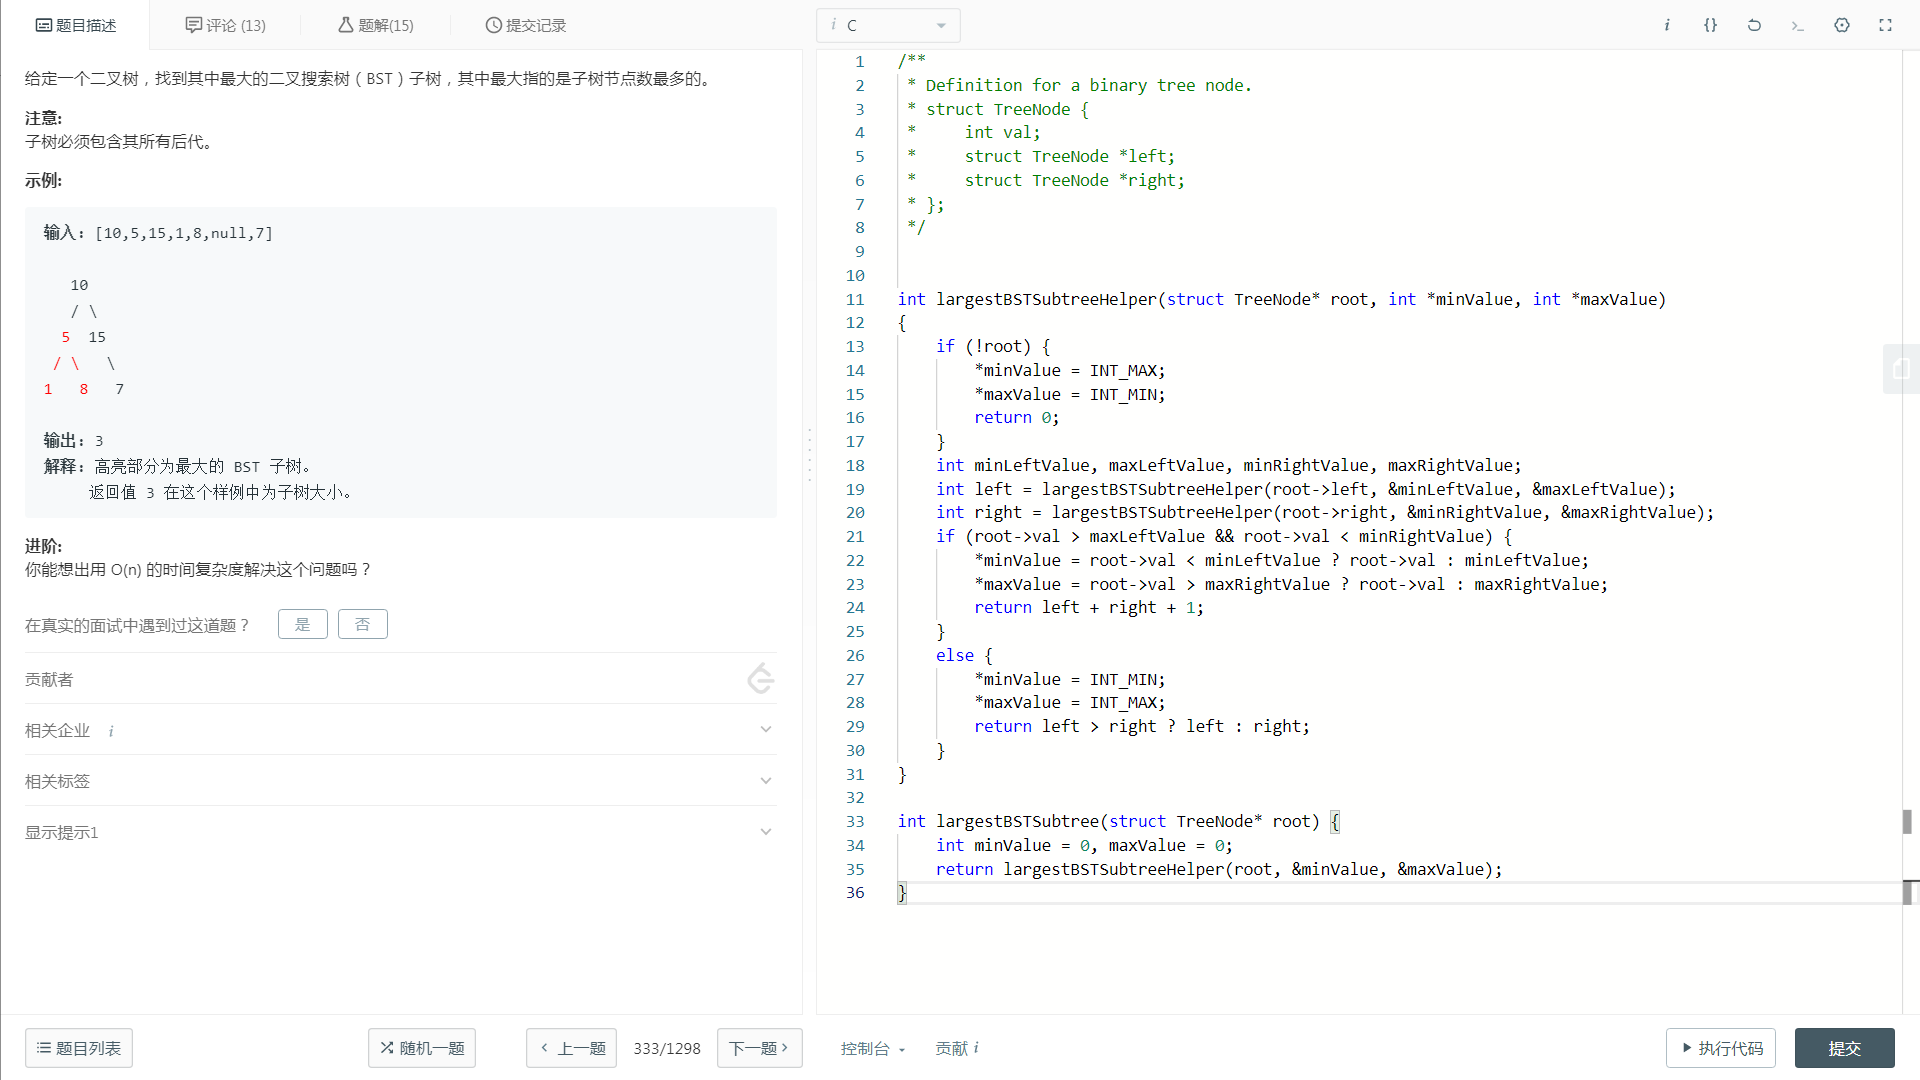 题目描述
评论 (13)
题解(15)
提交记录
给定一个二叉树，找到其中最大的二叉搜索树（BST）子树，其中最大指的是子树节点数最多的。
注意:
子树必须包含其所有后代。
示例:
输入: [10,5,15,1,8,null,7]
10
/ \
5 15
/ \ \
1 8 7
输出: 3
解释: 高亮部分为最大的 BST 子树。
返回值 3 在这个样例中为子树大小。
进阶:
你能想出用 O(n) 的时间复杂度解决这个问题吗？
在真实的面试中遇到过这道题？ 是 否
贡献者
相关企业 i
相关标签
显示提示1
题目列表
随机一题
上一题
333/1298
下一题
i C
i {}
1 /**
2 * Definition for a binary tree node.
3 * struct TreeNode {
4 *     int val;
5 *     struct TreeNode *left;
6 *     struct TreeNode *right;
7 * };
8 */
9
10
11 int largestBSTSubtreeHelper(struct TreeNode* root, int *minValue, int *maxValue)
12 {
13     if (!root) {
14         *minValue = INT_MAX;
15         *maxValue = INT_MIN;
16         return 0;
17     }
18     int minLeftValue, maxLeftValue, minRightValue, maxRightValue;
19     int left = largestBSTSubtreeHelper(root->left, &minLeftValue, &maxLeftValue);
20     int right = largestBSTSubtreeHelper(root->right, &minRightValue, &maxRightValue);
21     if (root->val > maxLeftValue && root->val < minRightValue) {
22         *minValue = root->val < minLeftValue ? root->val : minLeftValue;
23         *maxValue = root->val > maxRightValue ? root->val : maxRightValue;
24         return left + right + 1;
25     }
26     else {
27         *minValue = INT_MIN;
28         *maxValue = INT_MAX;
29         return left > right ? left : right;
30     }
31 }
32
33 int largestBSTSubtree(struct TreeNode* root) {
34     int minValue = 0, maxValue = 0;
35     return largestBSTSubtreeHelper(root, &minValue, &maxValue);
36 }
控制台
贡献 i
执行代码
提交